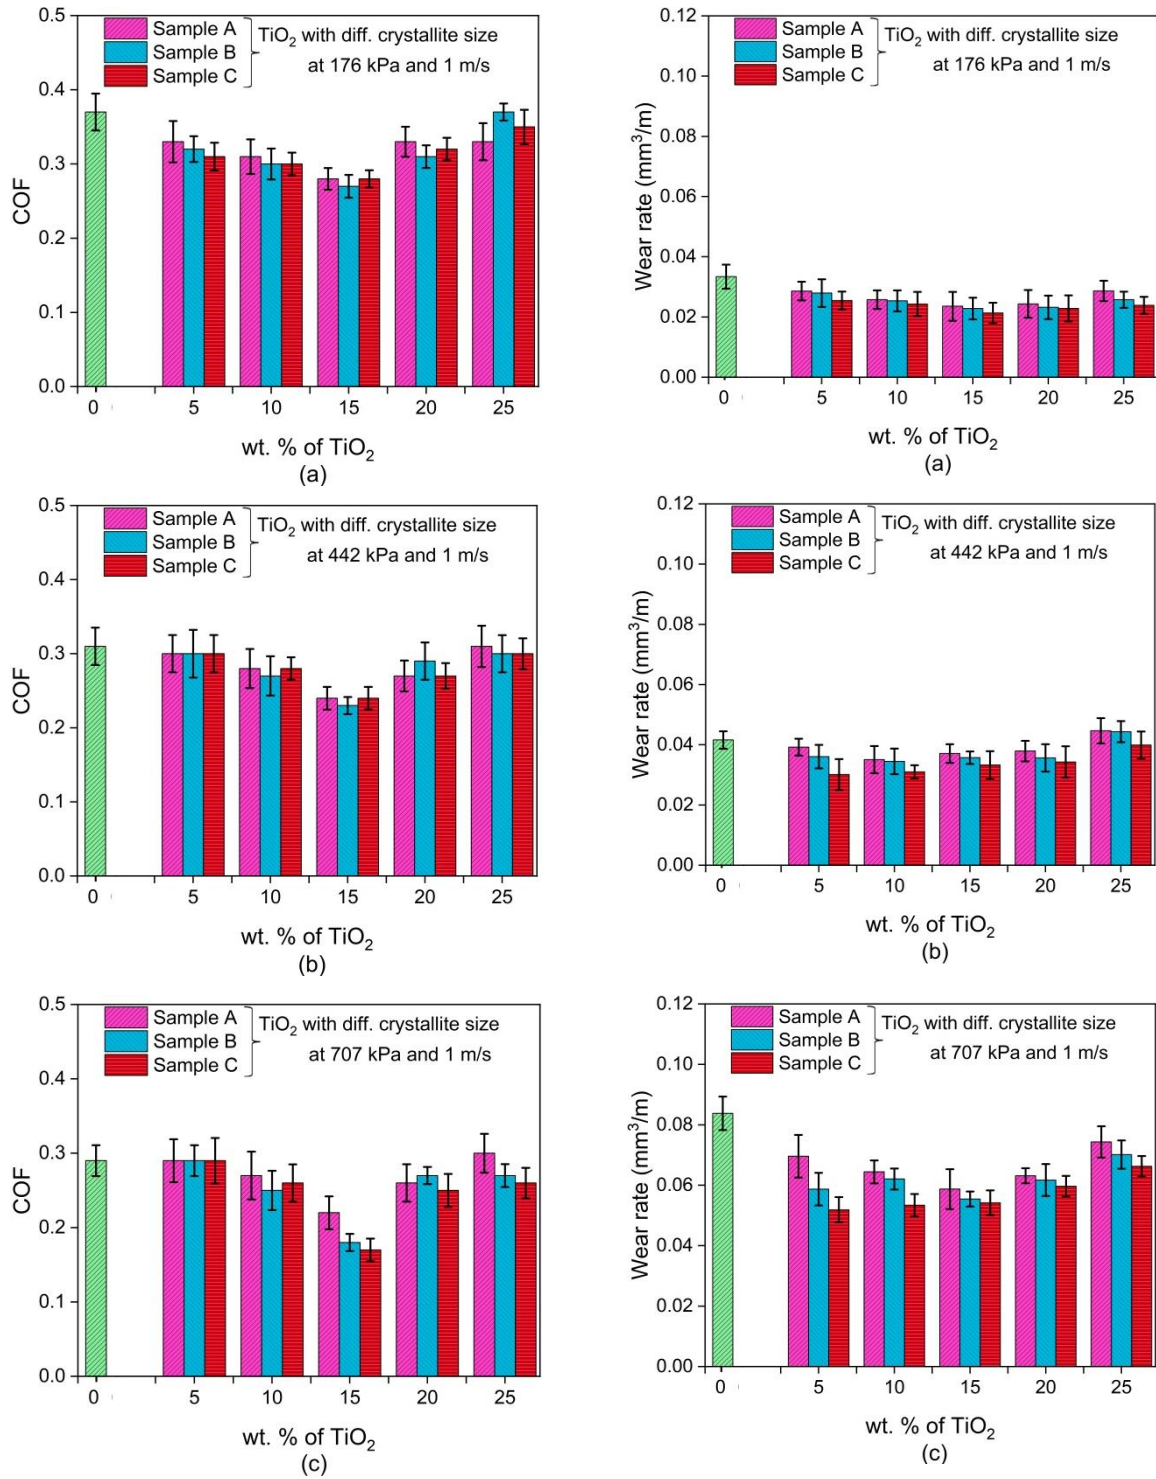 0.5
0.4
0.3
0.2
0.1
0.0
COF
Sample A
Sample B
Sample C
TiO2 with diff. crystallite size
at 176 kPa and 1 m/s
0 5 10 15 20 25
wt. % of TiO2
(a)
0.12
0.10
0.08
0.06
0.04
0.02
0.00
Wear rate (mm³/m)
Sample A
Sample B
Sample C
TiO2 with diff. crystallite size
at 176 kPa and 1 m/s
0 5 10 15 20 25
wt. % of TiO2
(a)
0.5
0.4
0.3
0.2
0.1
0.0
COF
Sample A
Sample B
Sample C
TiO2 with diff. crystallite size
at 442 kPa and 1 m/s
0 5 10 15 20 25
wt. % of TiO2
(b)
0.12
0.10
0.08
0.06
0.04
0.02
0.00
Wear rate (mm³/m)
Sample A
Sample B
Sample C
TiO2 with diff. crystallite size
at 442 kPa and 1 m/s
0 5 10 15 20 25
wt. % of TiO2
(b)
0.5
0.4
0.3
0.2
0.1
0.0
COF
Sample A
Sample B
Sample C
TiO2 with diff. crystallite size
at 707 kPa and 1 m/s
0 5 10 15 20 25
wt. % of TiO2
(c)
0.12
0.10
0.08
0.06
0.04
0.02
0.00
Wear rate (mm³/m)
Sample A
Sample B
Sample C
TiO2 with diff. crystallite size
at 707 kPa and 1 m/s
0 5 10 15 20 25
wt. % of TiO2
(c)